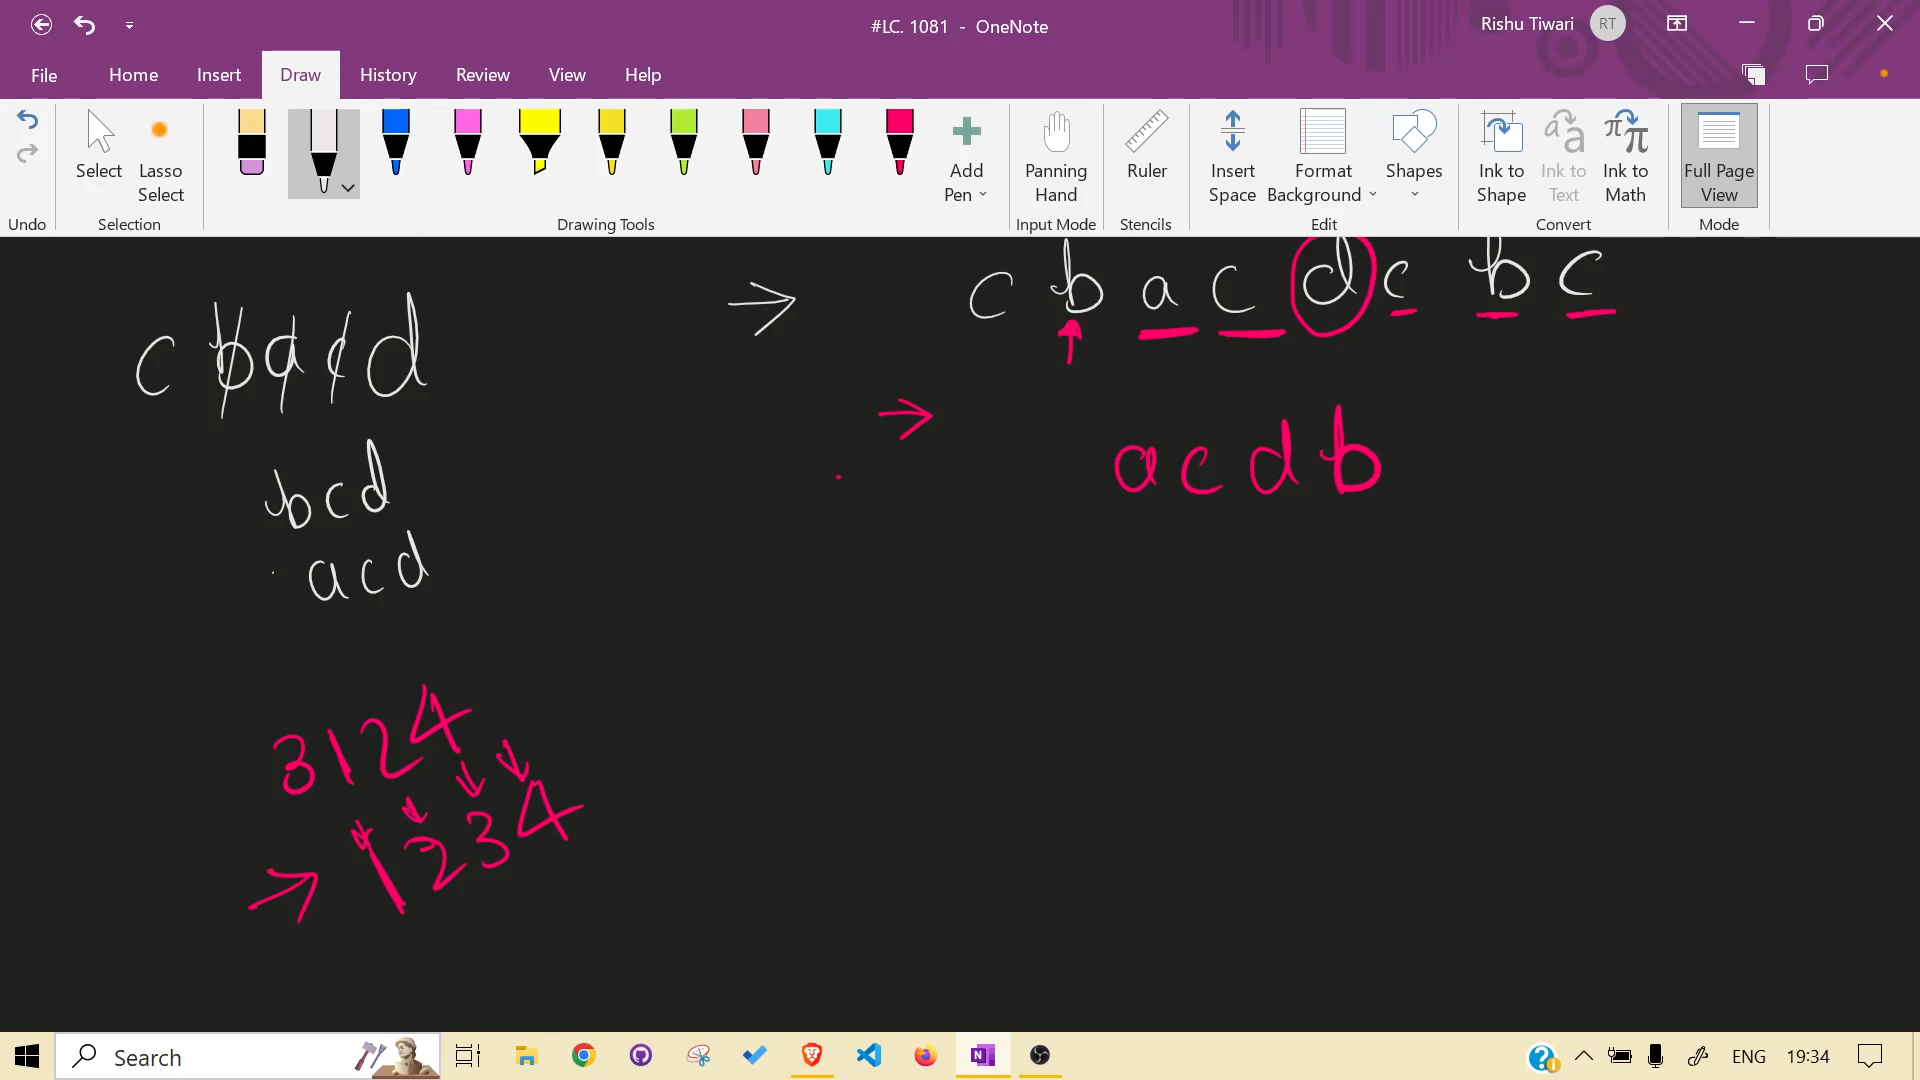 #LC. 1081 - OneNote
Rishu Tiwari RT
File Home Insert Draw History Review View Help
Select
Lasso Select
Add Pen
Panning Hand
Ruler
Insert Space
Format Background
Shapes
Ink to Shape
Ink to Text
Ink to Math
Full Page View
Undo Selection Drawing Tools Input Mode Stencils Edit Convert Mode
c b a c d c b c
c b a c d
a c d b
bcd
acd
3124
1234
Search
ENG 19:34